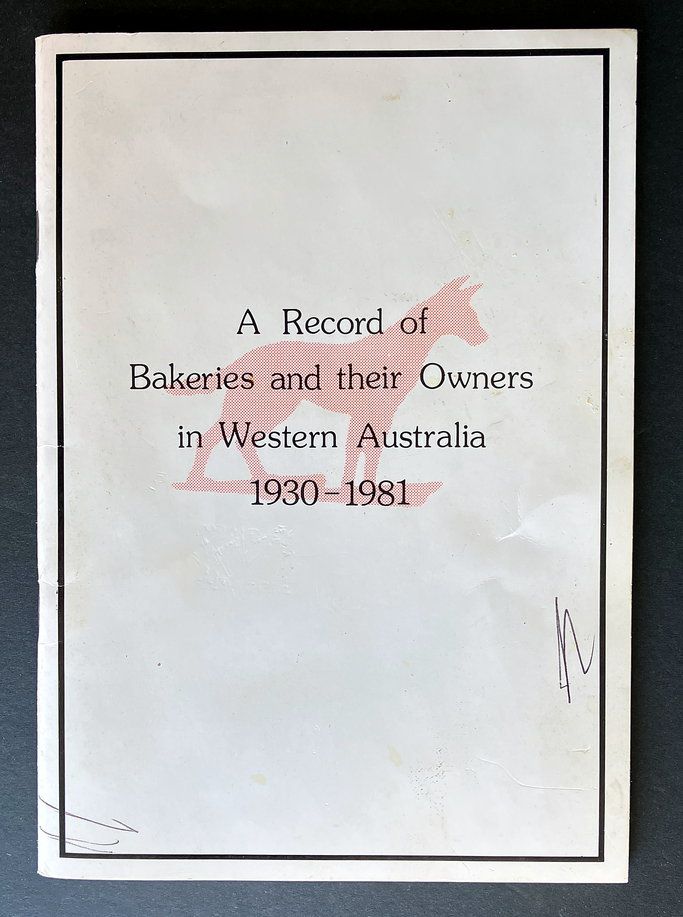 A Record of
Bakeries and their Owners
in Western Australia
1930–1981